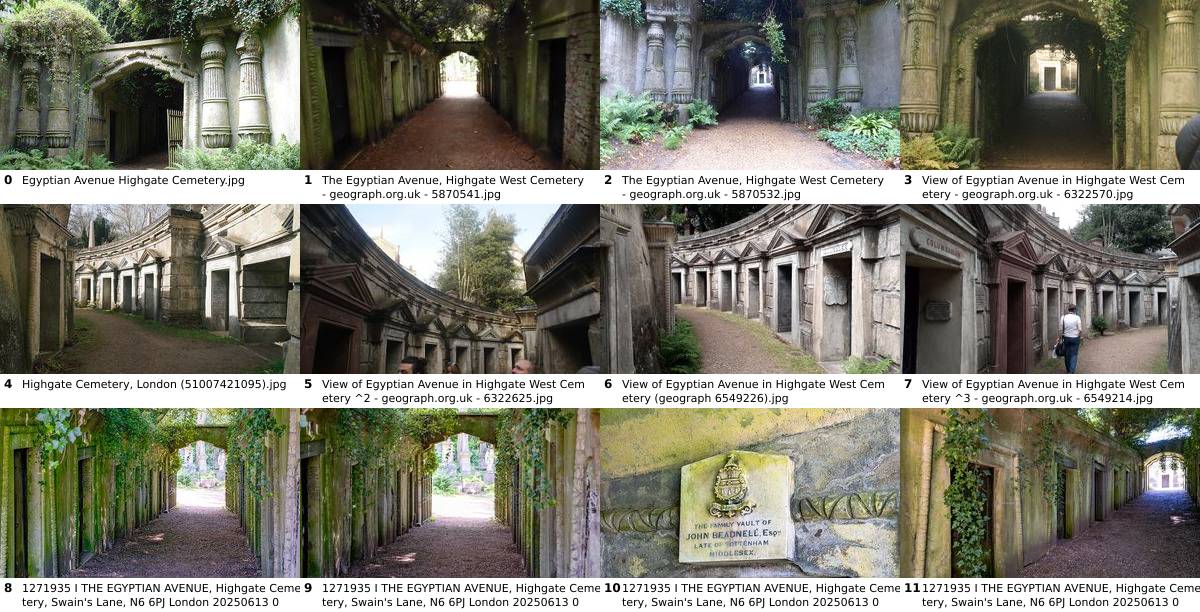 0 Egyptian Avenue Highgate Cemetery.jpg
1 The Egyptian Avenue, Highgate West Cemetery
- geograph.org.uk - 5870541.jpg
2 The Egyptian Avenue, Highgate West Cemetery
- geograph.org.uk - 5870532.jpg
3 View of Egyptian Avenue in Highgate West Cem
etery - geograph.org.uk - 6322570.jpg
COLUMBARIUM
4 Highgate Cemetery, London (51007421095).jpg
5 View of Egyptian Avenue in Highgate West Cem
etery ^2 - geograph.org.uk - 6322625.jpg
6 View of Egyptian Avenue in Highgate West Cem
etery (geograph 6549226).jpg
7 View of Egyptian Avenue in Highgate West Cem
etery ^3 - geograph.org.uk - 6549214.jpg
THE FAMILY VAULT OF
JOHN BEADNELL, Esqre
LATE OF TOTTENHAM
MIDDLESEX.
8 1271935 I THE EGYPTIAN AVENUE, Highgate Ceme
tery, Swain's Lane, N6 6PJ London 20250613 0
9 1271935 I THE EGYPTIAN AVENUE, Highgate Ceme
tery, Swain's Lane, N6 6PJ London 20250613 0
10 1271935 I THE EGYPTIAN AVENUE, Highgate Ceme
tery, Swain's Lane, N6 6PJ London 20250613 0
11 1271935 I THE EGYPTIAN AVENUE, Highgate Ceme
tery, Swain's Lane, N6 6PJ London 20250613 0